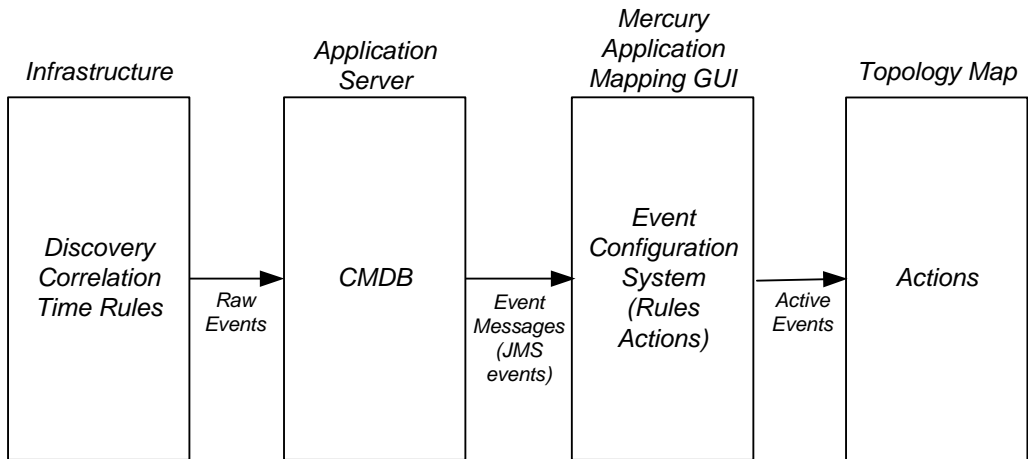 Infrastructure
Discovery
Correlation
Time Rules
Raw
Events
Application
Server
CMDB
Event
Messages
(JMS
events)
Mercury
Application
Mapping GUI
Event
Configuration
System
(Rules
Actions)
Active
Events
Topology Map
Actions